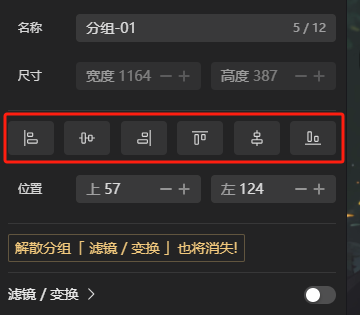 名称 分组-01 5 / 12
尺寸 宽度 1164 − + 高度 387 − +
位置 上 57 − + 左 124 − +
解散分组「 滤镜 / 变换 」也将消失!
滤镜 / 变换 >